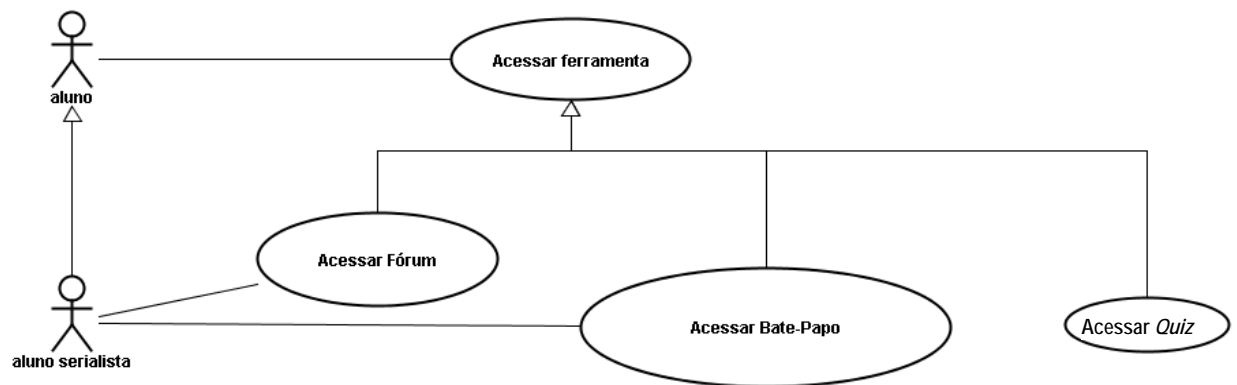 Acessar ferramenta
aluno
Acessar Fórum
Acessar Bate-Papo
Acessar Quiz
aluno serialista